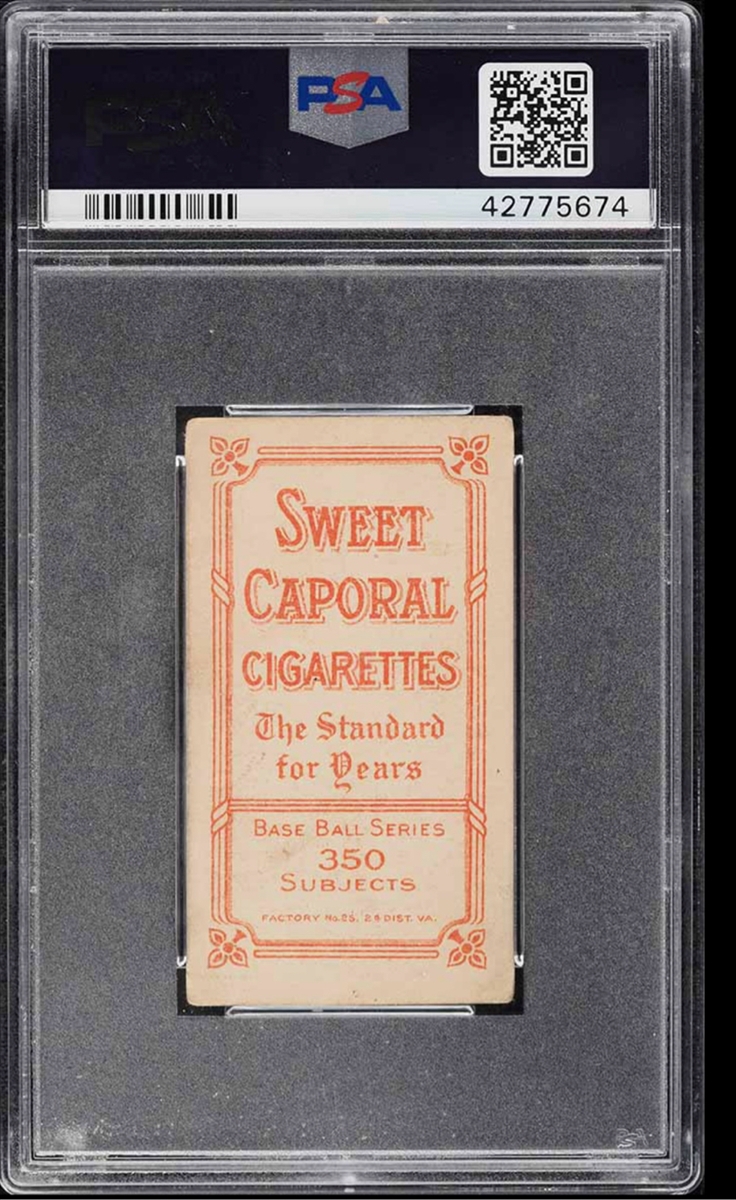 PSA
42775674
SWEET
CAPORAL
CIGARETTES
The Standard
for Years
BASE BALL SERIES
350
SUBJECTS
FACTORY No. 25, 2d DIST. VA.